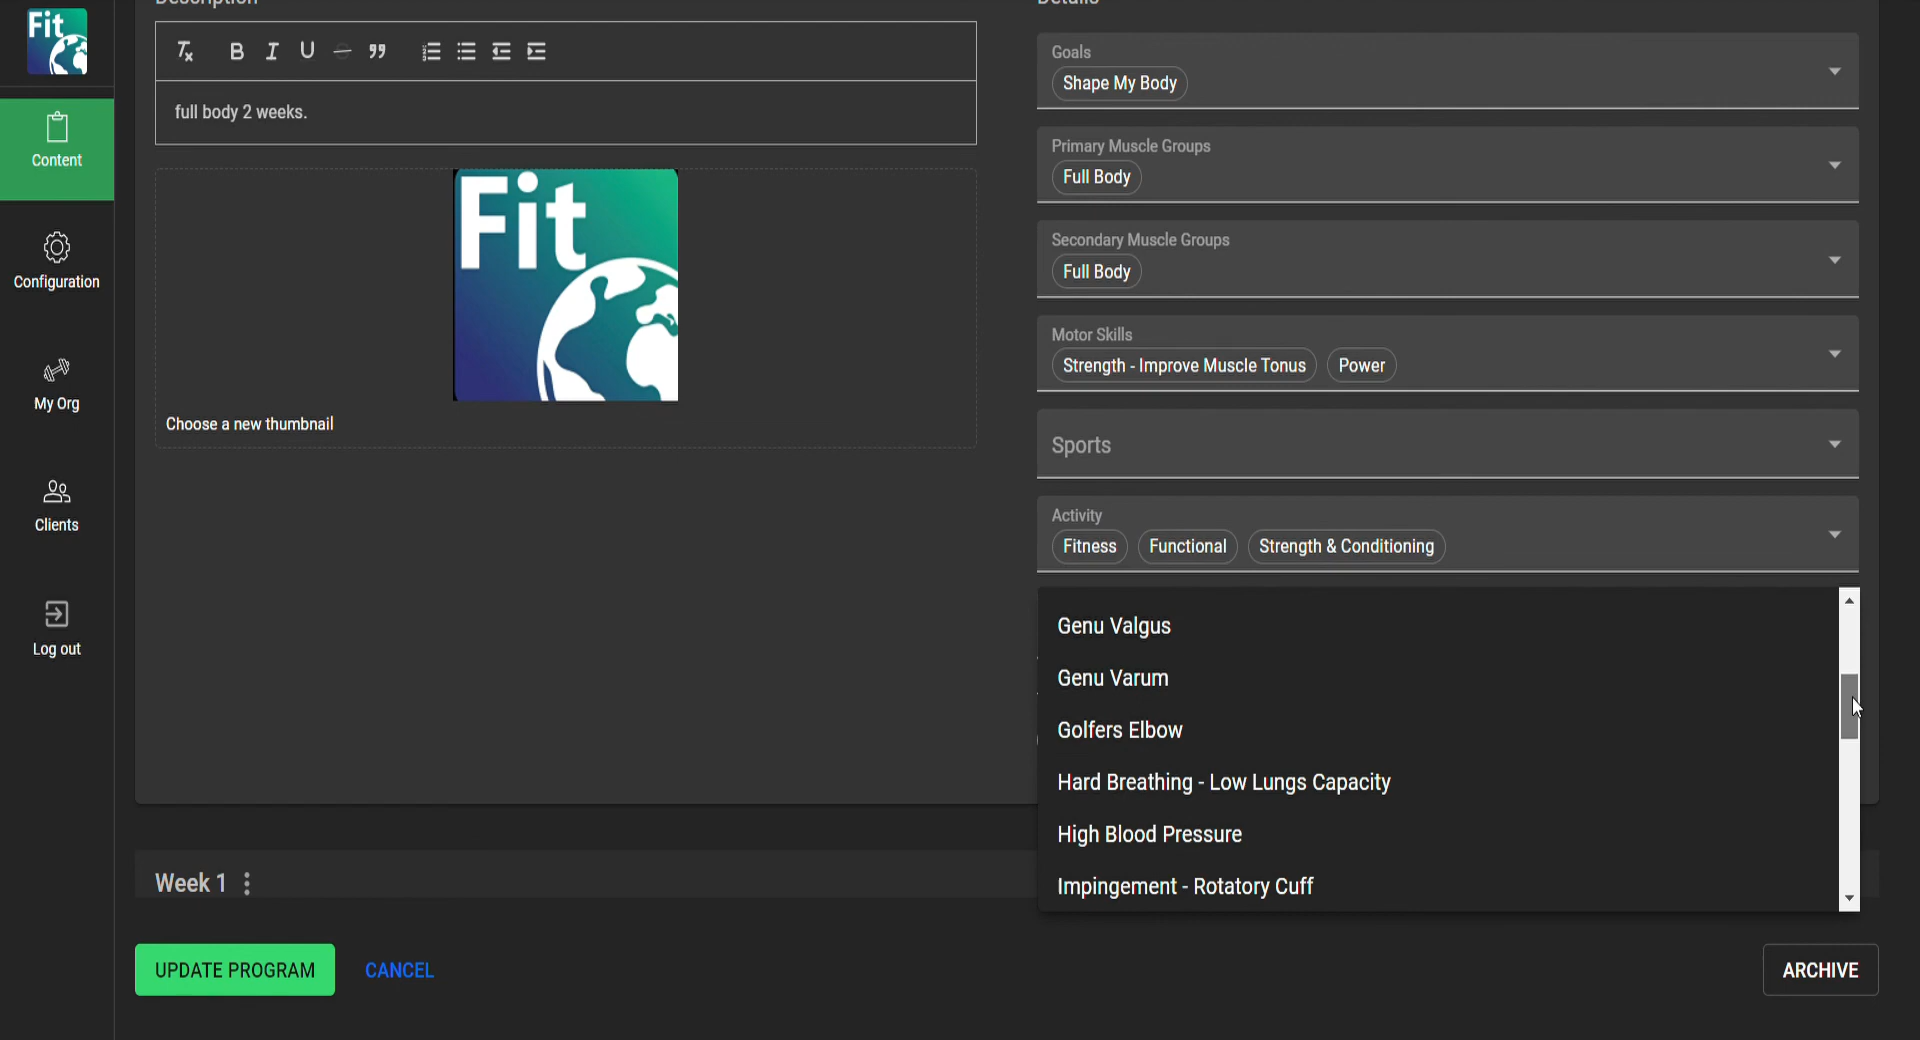 Fit
Content
Configuration
My Org
Clients
Log out
Description
full body 2 weeks.
Fit
Choose a new thumbnail
Details
Goals
Shape My Body
Primary Muscle Groups
Full Body
Secondary Muscle Groups
Full Body
Motor Skills
Strength - Improve Muscle Tonus Power
Sports
Activity
Fitness Functional Strength & Conditioning
Genu Valgus
Genu Varum
Golfers Elbow
Hard Breathing - Low Lungs Capacity
High Blood Pressure
Impingement - Rotatory Cuff
Week 1
UPDATE PROGRAM CANCEL ARCHIVE